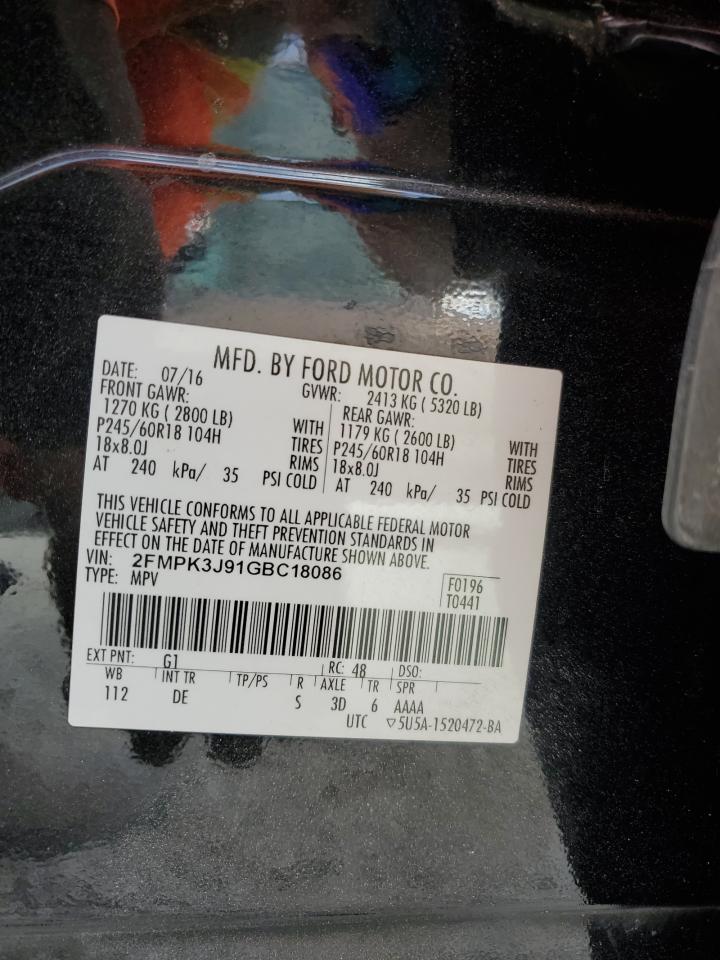 MFD. BY FORD MOTOR CO.
DATE: 07/16 GVWR: 2413 KG ( 5320 LB)
FRONT GAWR: REAR GAWR:
1270 KG ( 2800 LB) WITH 1179 KG ( 2600 LB) WITH
P245/60R18 104H TIRES P245/60R18 104H TIRES
18x8.0J RIMS 18x8.0J RIMS
AT 240 kPa/ 35 PSI COLD AT 240 kPa/ 35 PSI COLD
THIS VEHICLE CONFORMS TO ALL APPLICABLE FEDERAL MOTOR
VEHICLE SAFETY AND THEFT PREVENTION STANDARDS IN
EFFECT ON THE DATE OF MANUFACTURE SHOWN ABOVE.
VIN: 2FMPK3J91GBC18086
TYPE: MPV F0196
T0441
EXT PNT: G1 RC: 48 DSO:
WB INT TR TP/PS R AXLE TR SPR
112 DE S 3D 6 AAAA
UTC ▽5U5A-1520472-BA